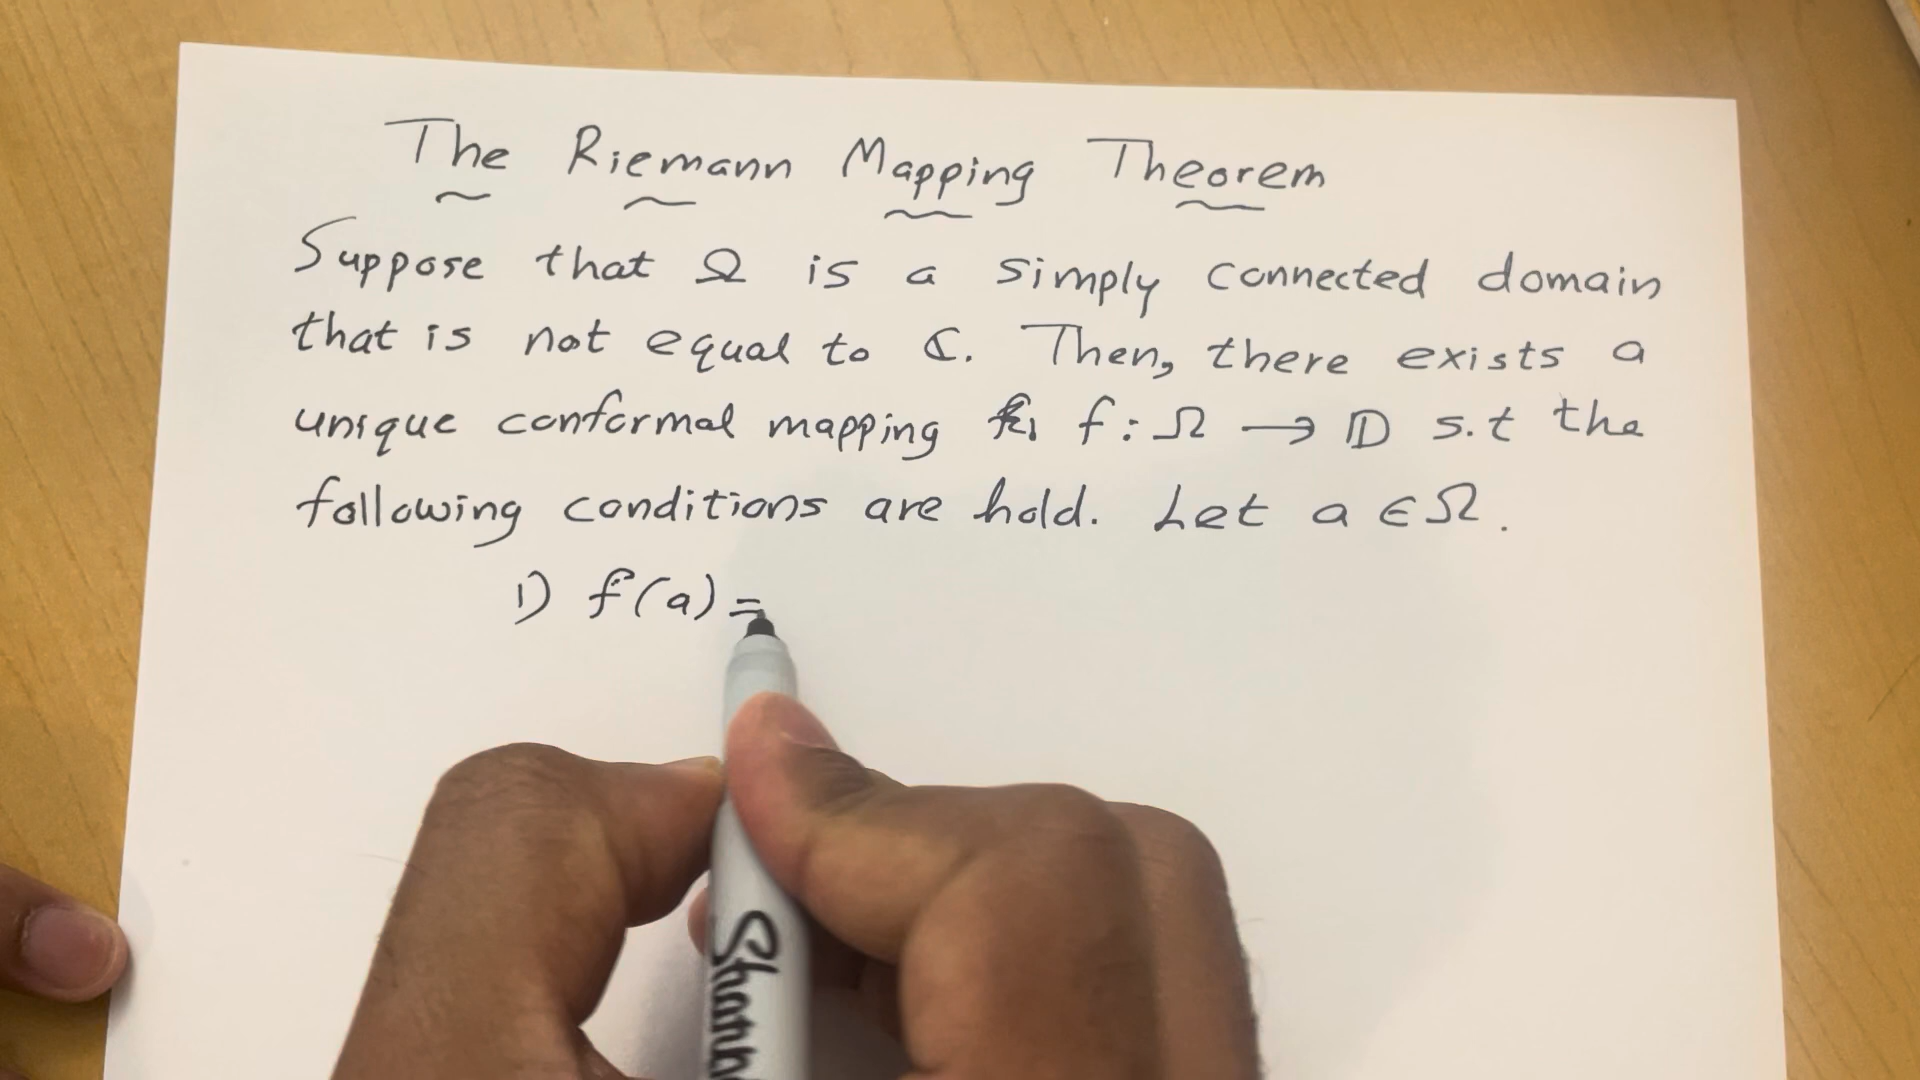 The Riemann Mapping Theorem
Suppose that Ω is a simply connected domain
that is not equal to ℂ. Then, there exists a
unique conformal mapping f: Ω → 𝔻 s.t the
following conditions are hold. Let a ∈ Ω.
1) f(a) =